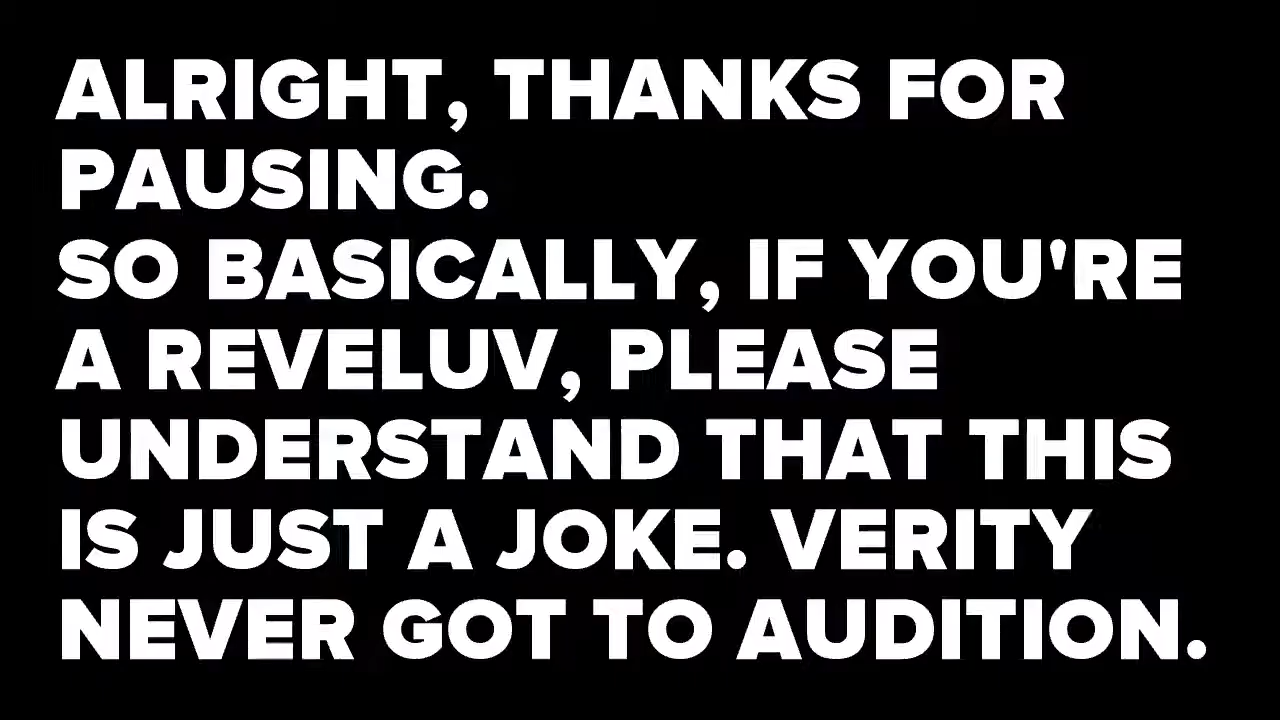 ALRIGHT, THANKS FOR
PAUSING.
SO BASICALLY, IF YOU'RE
A REVELUV, PLEASE
UNDERSTAND THAT THIS
IS JUST A JOKE. VERITY
NEVER GOT TO AUDITION.